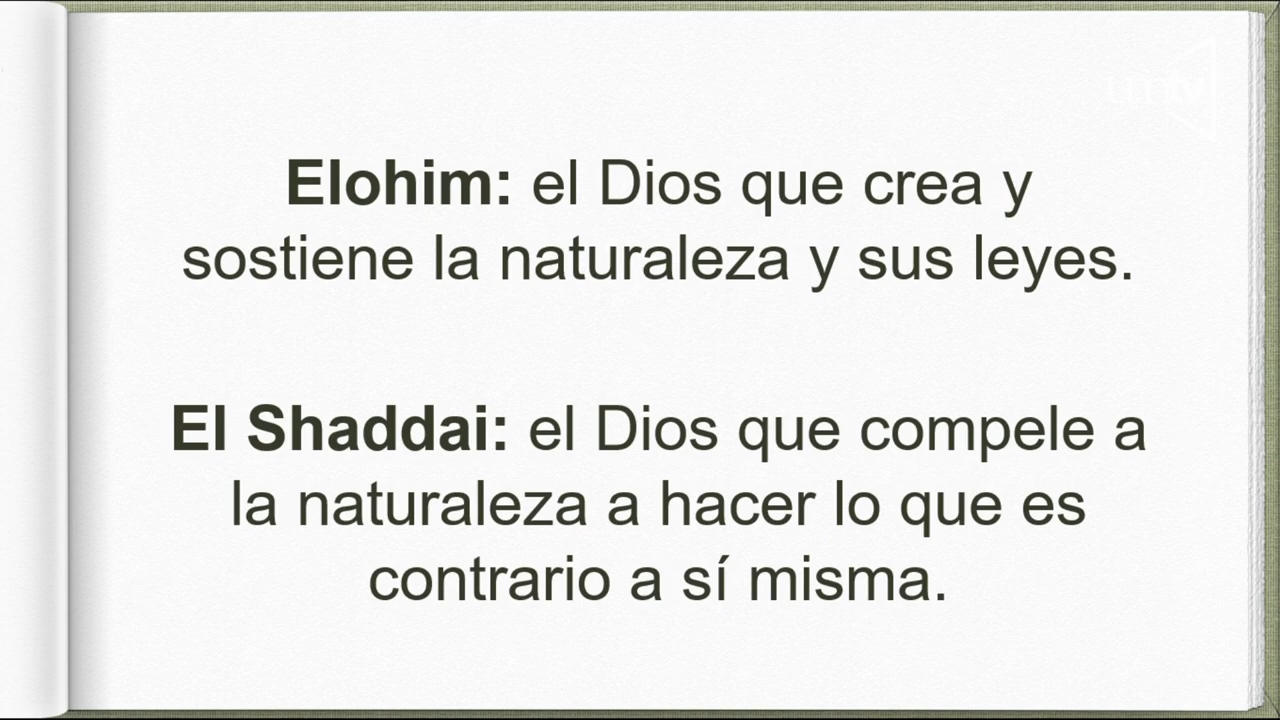 Elohim: el Dios que crea y
sostiene la naturaleza y sus leyes.
El Shaddai: el Dios que compele a
la naturaleza a hacer lo que es
contrario a sí misma.